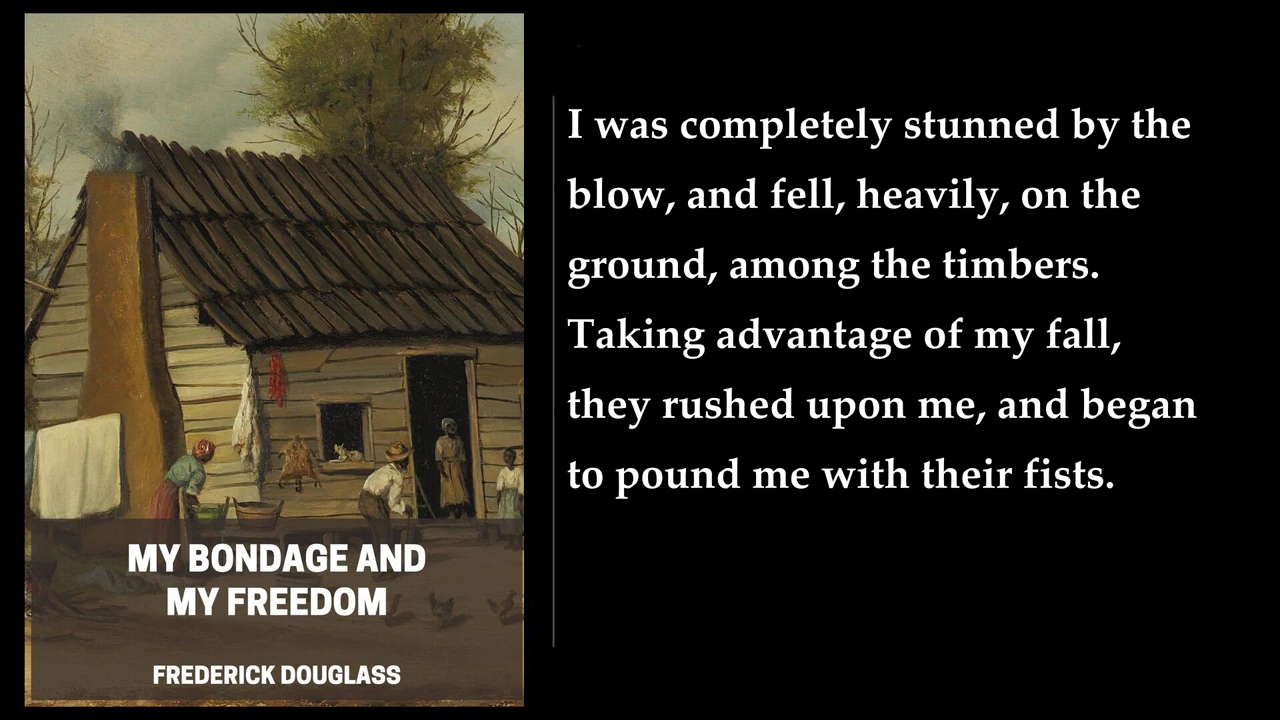 MY BONDAGE AND
MY FREEDOM
FREDERICK DOUGLASS
I was completely stunned by the
blow, and fell, heavily, on the
ground, among the timbers.
Taking advantage of my fall,
they rushed upon me, and began
to pound me with their fists.